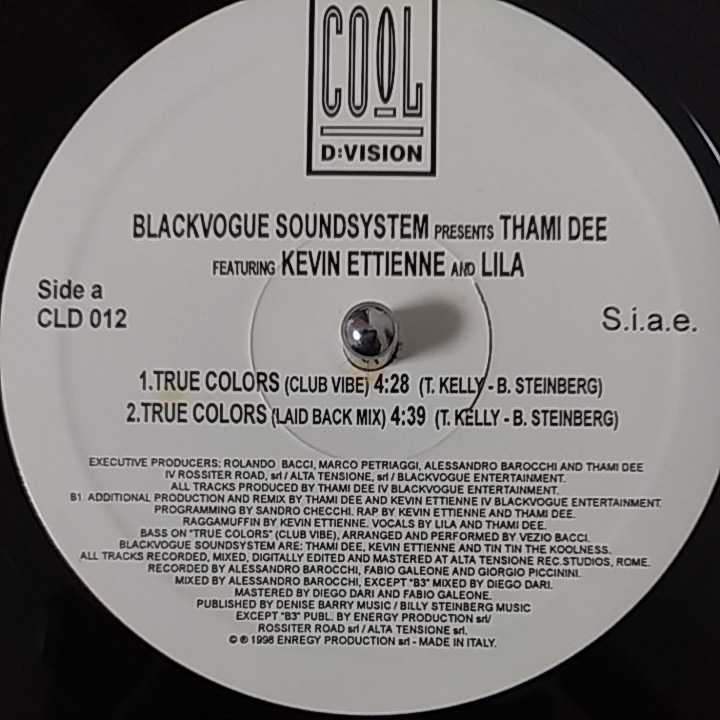 COOL
D:VISION
BLACKVOGUE SOUNDSYSTEM PRESENTS THAMI DEE
FEATURING KEVIN ETTIENNE AND LILA
Side a
CLD 012
S.i.a.e.
1.TRUE COLORS (CLUB VIBE) 4:28 (T. KELLY - B. STEINBERG)
2.TRUE COLORS (LAID BACK MIX) 4:39 (T. KELLY - B. STEINBERG)
EXECUTIVE PRODUCERS: ROLANDO BACCI, MARCO PETRIAGGI, ALESSANDRO BAROCCHI AND THAMI DEE
IV ROSSITER ROAD, srl / ALTA TENSIONE, srl / BLACKVOGUE ENTERTAINMENT.
ALL TRACKS PRODUCED BY THAMI DEE IV BLACKVOGUE ENTERTAINMENT.
B1. ADDITIONAL PRODUCTION AND REMIX BY THAMI DEE AND KEVIN ETTIENNE IV BLACKVOGUE ENTERTAINMENT.
PROGRAMMING BY SANDRO CHECCHI. RAP BY KEVIN ETTIENNE AND THAMI DEE.
RAGGAMUFFIN BY KEVIN ETTIENNE. VOCALS BY LILA AND THAMI DEE.
BASS ON "TRUE COLORS" (CLUB VIBE), ARRANGED AND PERFORMED BY VEZIO BACCI.
BLACKVOGUE SOUNDSYSTEM ARE: THAMI DEE, KEVIN ETTIENNE AND TIN TIN THE KOOLNESS.
ALL TRACKS RECORDED, MIXED, DIGITALLY EDITED AND MASTERED AT ALTA TENSIONE REC.STUDIOS, ROME.
RECORDED BY ALESSANDRO BAROCCHI, FABIO GALEONE AND GIORGIO PICCININI.
MIXED BY ALESSANDRO BAROCCHI, EXCEPT "B3" MIXED BY DIEGO DARI.
MASTERED BY DIEGO DARI AND FABIO GALEONE.
PUBLISHED BY DENISE BARRY MUSIC / BILLY STEINBERG MUSIC
EXCEPT "B3" PUBL. BY ENERGY PRODUCTION srl/
ROSSITER ROAD srl / ALTA TENSIONE srl.
© ℗ 1998 ENREGY PRODUCTION srl - MADE IN ITALY.